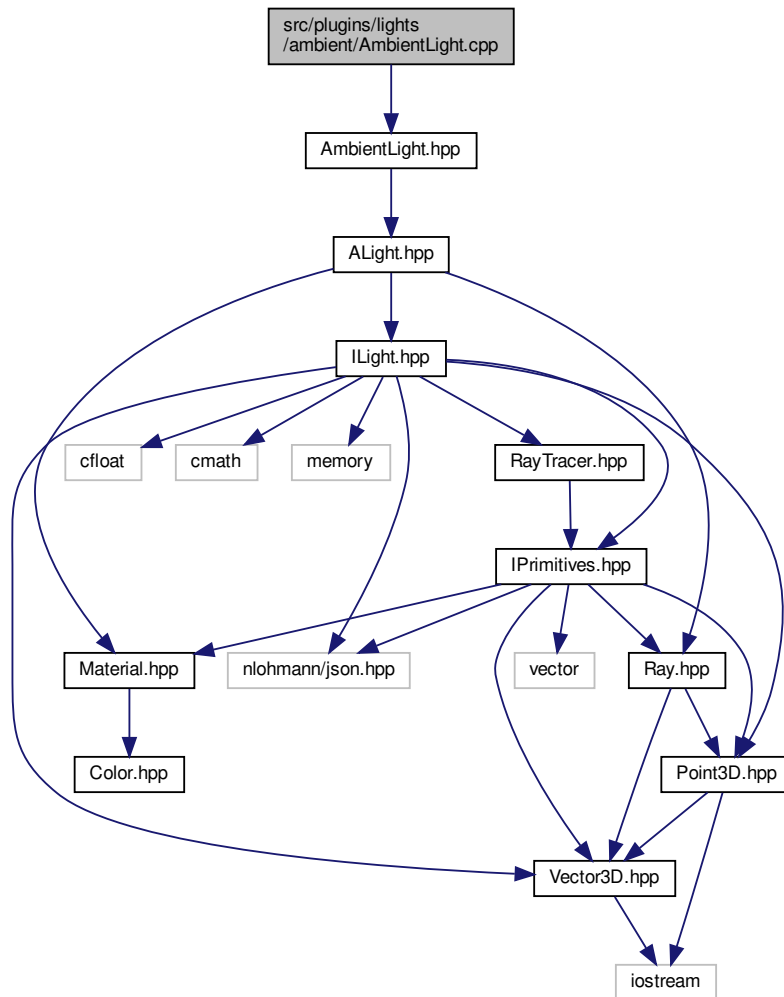 src/plugins/lights
/ambient/AmbientLight.cpp
AmbientLight.hpp
ALight.hpp
ILight.hpp
cfloat
cmath
memory
RayTracer.hpp
IPrimitives.hpp
Material.hpp
nlohmann/json.hpp
vector
Ray.hpp
Color.hpp
Point3D.hpp
Vector3D.hpp
iostream